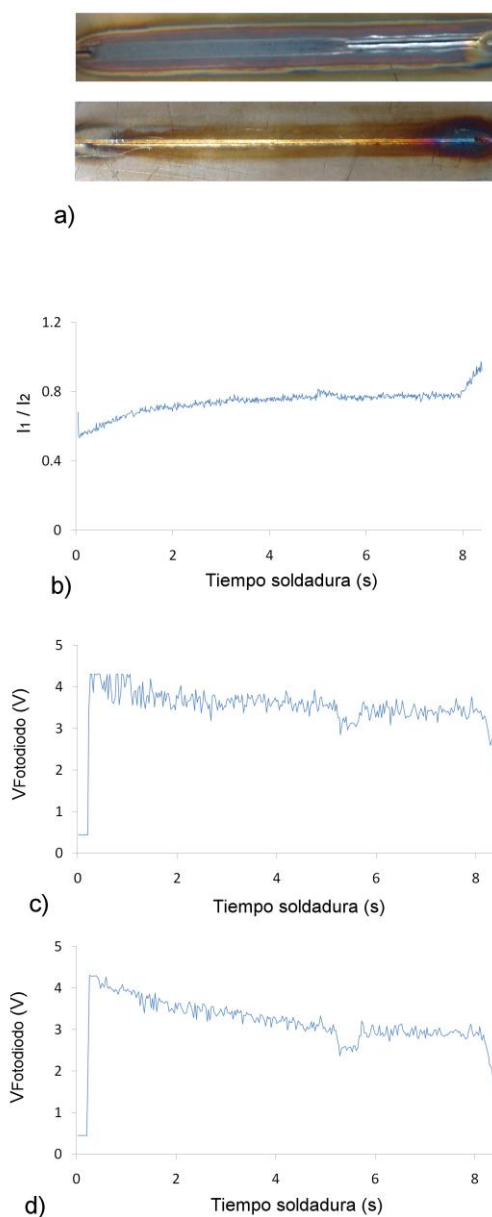 a)
1.2
0.8
0.4
0
I1 / I2
0 2 4 6 8
Tiempo soldadura (s)
b)
5
4
3
2
1
0
VFotodiodo (V)
0 2 4 6 8
Tiempo soldadura (s)
c)
5
4
3
2
1
0
VFotodiodo (V)
0 2 4 6 8
Tiempo soldadura (s)
d)